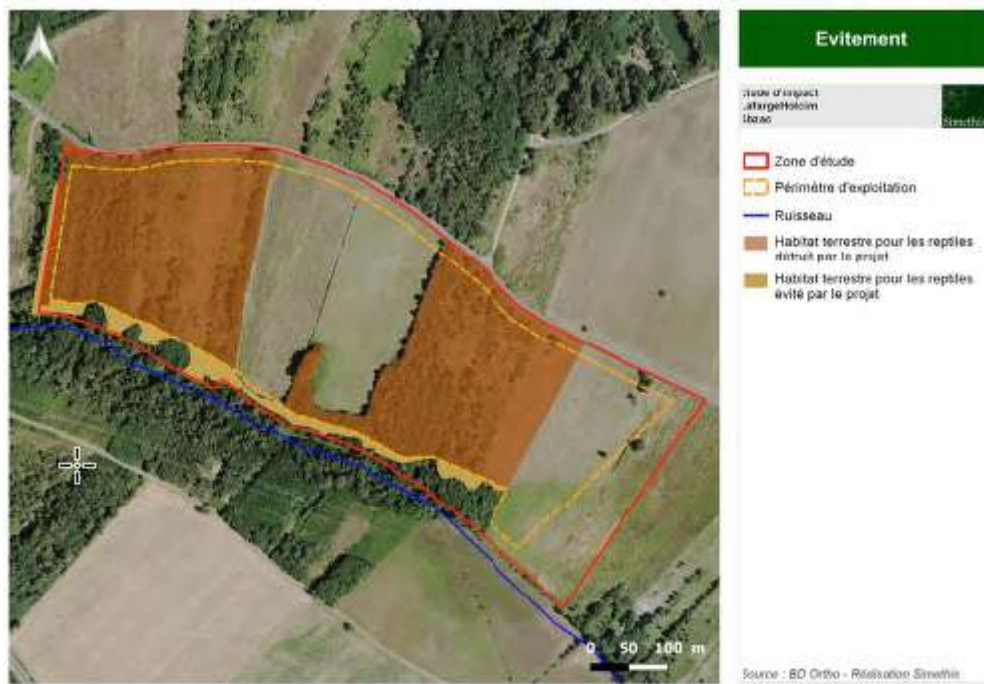 Evitement
Simethis
Zone d'étude
Périmètre d'exploitation
Ruisseau
Habitat terrestre pour les reptiles
détruit par le projet
Habitat terrestre pour les reptiles
évité par le projet
0 50 100 m
Source : BD Ortho - Réalisation Simethis